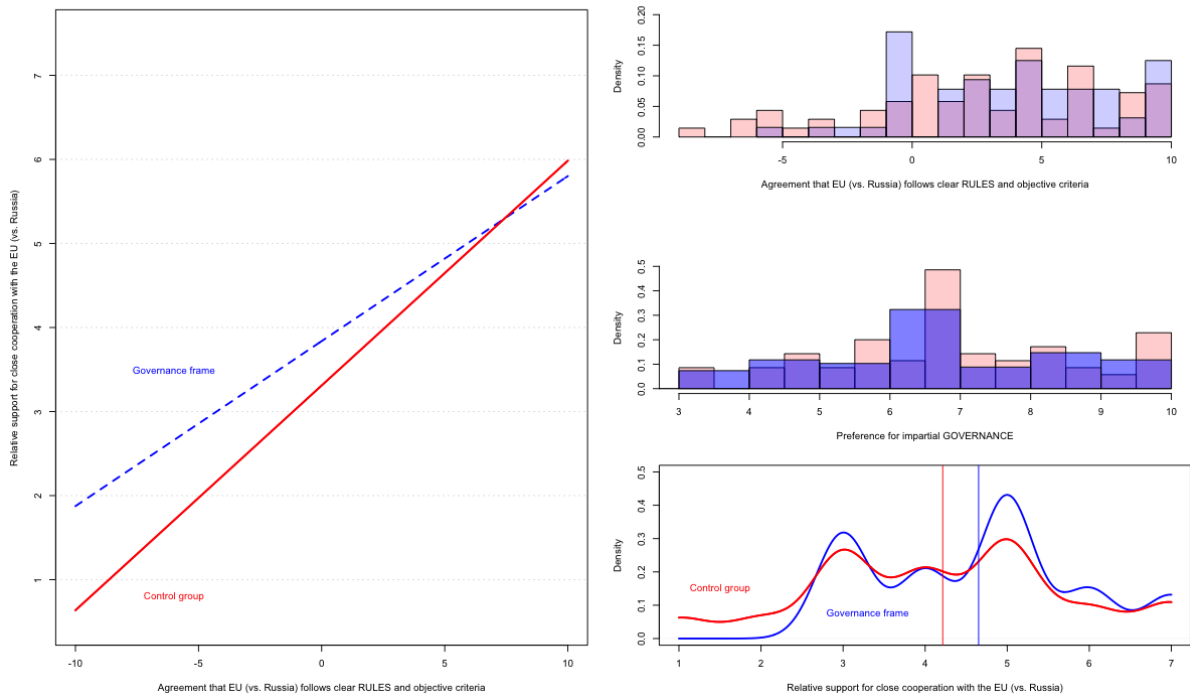 Relative support for close cooperation with the EU (vs. Russia)
7
6
5
4
3
2
1
Governance frame
Control group
-10 -5 0 5 10
Agreement that EU (vs. Russia) follows clear RULES and objective criteria
Density
0.20
0.15
0.10
0.05
0.00
-5 0 5 10
Agreement that EU (vs. Russia) follows clear RULES and objective criteria
Density
0.5
0.4
0.3
0.2
0.1
0.0
3 4 5 6 7 8 9 10
Preference for impartial GOVERNANCE
Density
0.5
0.4
0.3
0.2
0.1
0.0
Control group
Governance frame
1 2 3 4 5 6 7
Relative support for close cooperation with the EU (vs. Russia)